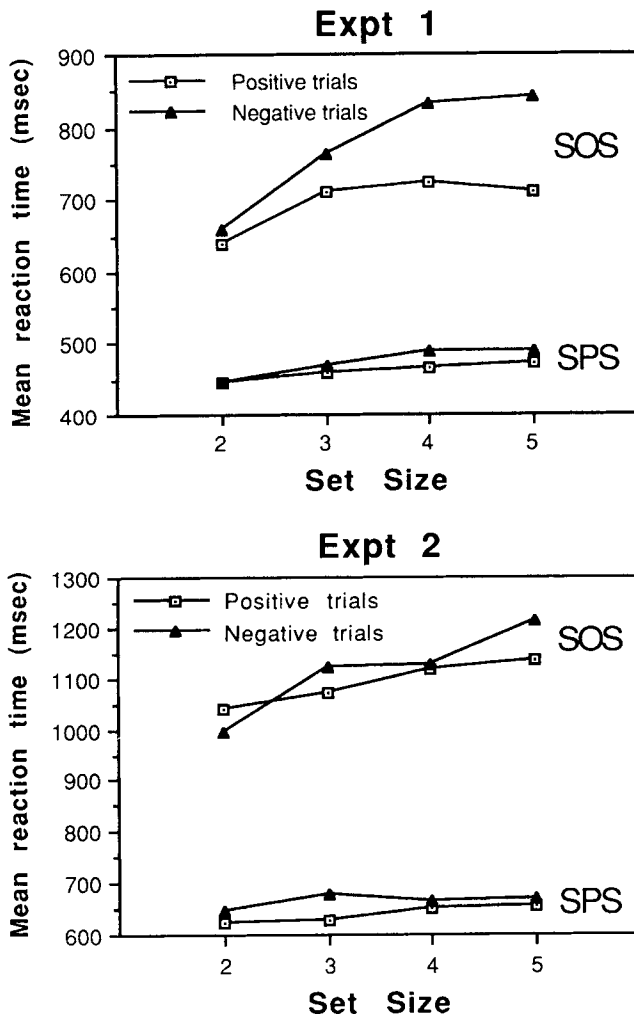 Expt 1
Mean reaction time (msec)
900
800
700
600
500
400
Positive trials
Negative trials
SOS
SPS
2 3 4 5
Set Size
Expt 2
Mean reaction time (msec)
1300
1200
1100
1000
900
800
700
600
Positive trials
Negative trials
SOS
SPS
2 3 4 5
Set Size